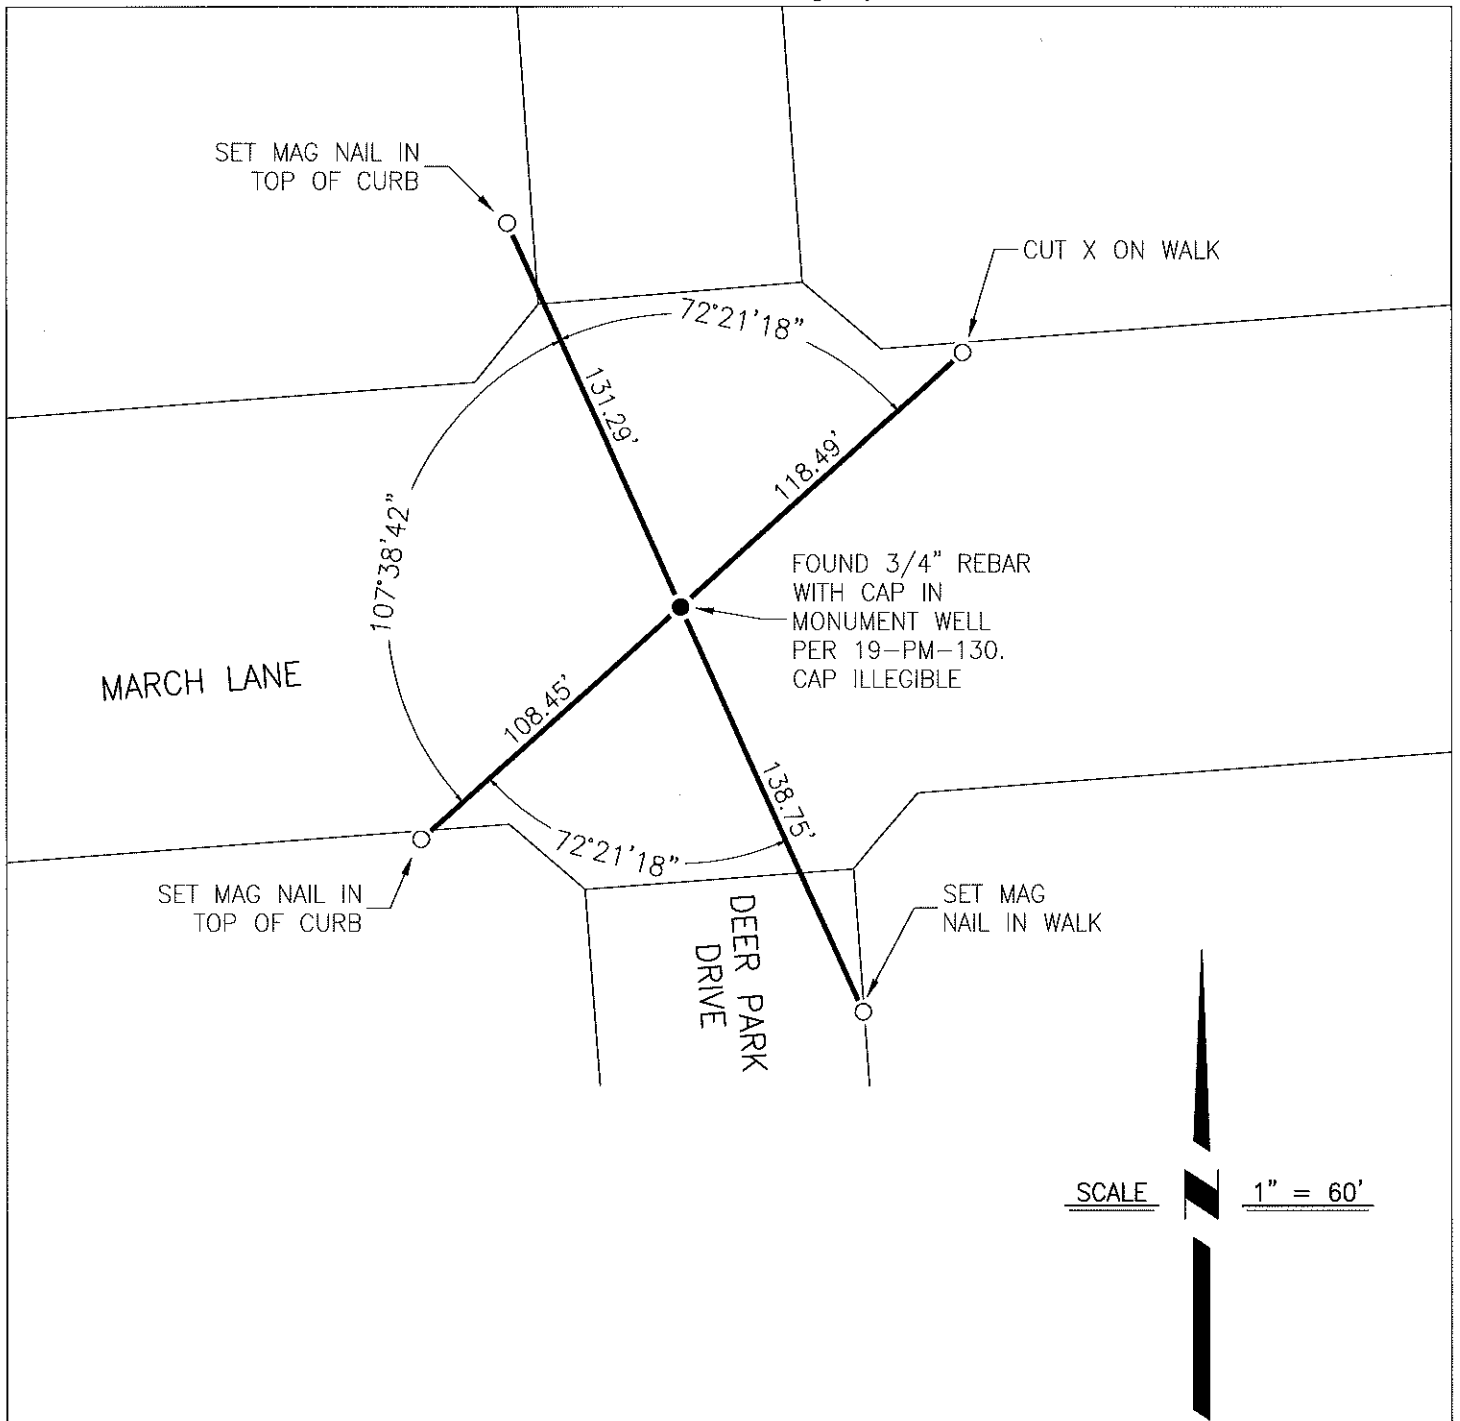 SET MAG NAIL IN
TOP OF CURB
CUT X ON WALK
72°21'18"
131.29'
118.49'
107°38'42"
FOUND 3/4" REBAR
WITH CAP IN
MONUMENT WELL
PER 19-PM-130.
CAP ILLEGIBLE
MARCH LANE
108.45'
138.75'
72°21'18"
SET MAG NAIL IN
TOP OF CURB
SET MAG
NAIL IN WALK
DEER PARK
DRIVE
SCALE N 1" = 60'